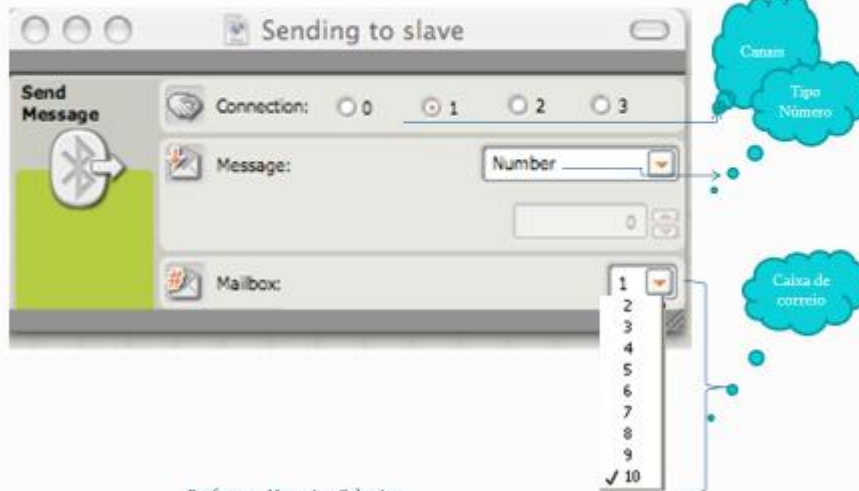 Sending to slave
Canais
Send
Message
Connection: 0 1 2 3
Tipo
Número
Message: Number
0
Mailbox: 1
Caixa de
correio
2
3
4
5
6
7
8
9
✓ 10